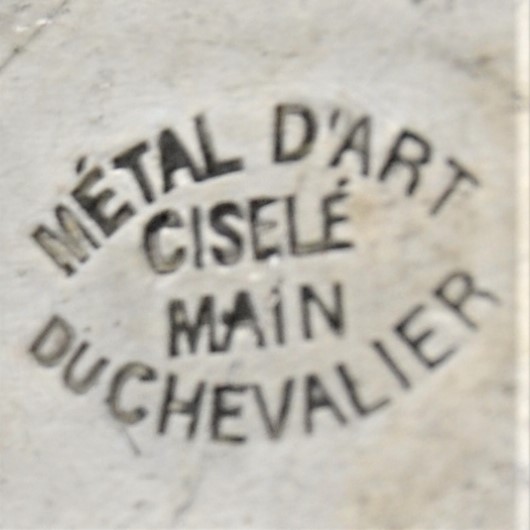 MÉTAL D'ART
CISELÉ
MAiN
DUCHEVALIER